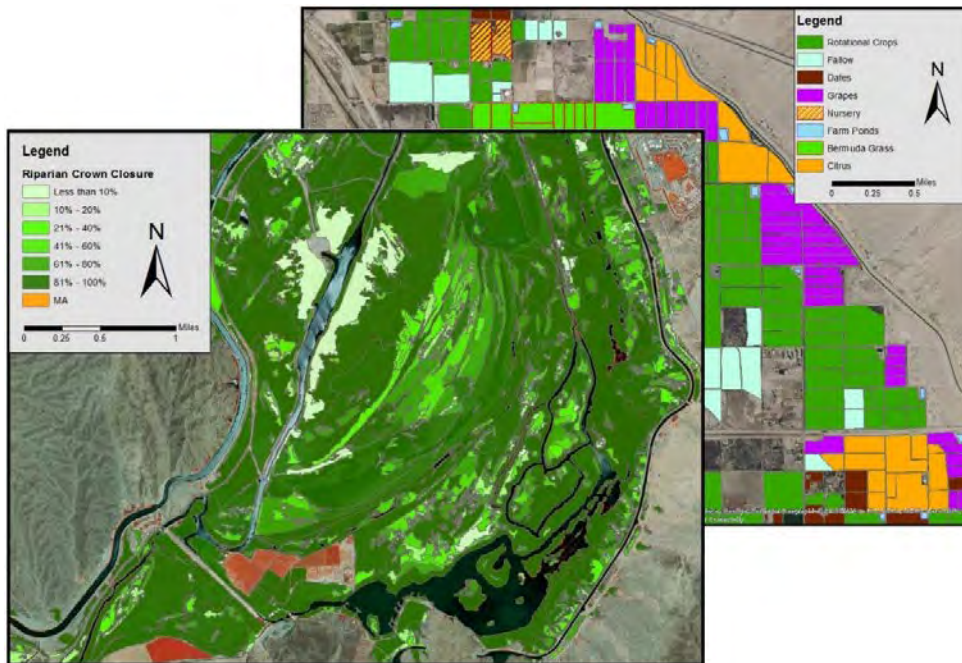 Legend
Riparian Crown Closure
Less than 10%
10% - 20%
21% - 40%
41% - 60%
61% - 80%
81% - 100%
MA
N
Miles
0 0.25 0.5 1
Legend
Rotational Crops
Fallow
Dates
Grapes
Nursery
Farm Ponds
Bermuda Grass
Citrus
N
Miles
0 0.25 0.5